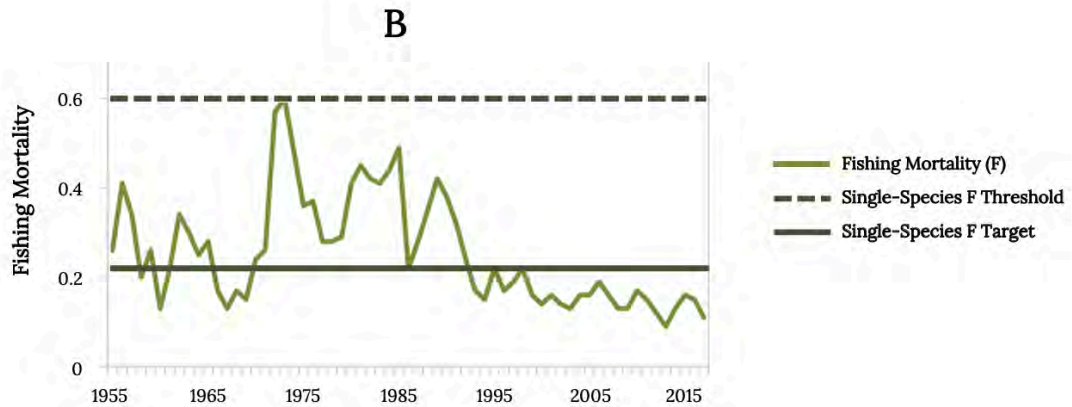 B
Fishing Mortality
0.6
0.4
0.2
0
1955 1965 1975 1985 1995 2005 2015
Fishing Mortality (F)
Single-Species F Threshold
Single-Species F Target